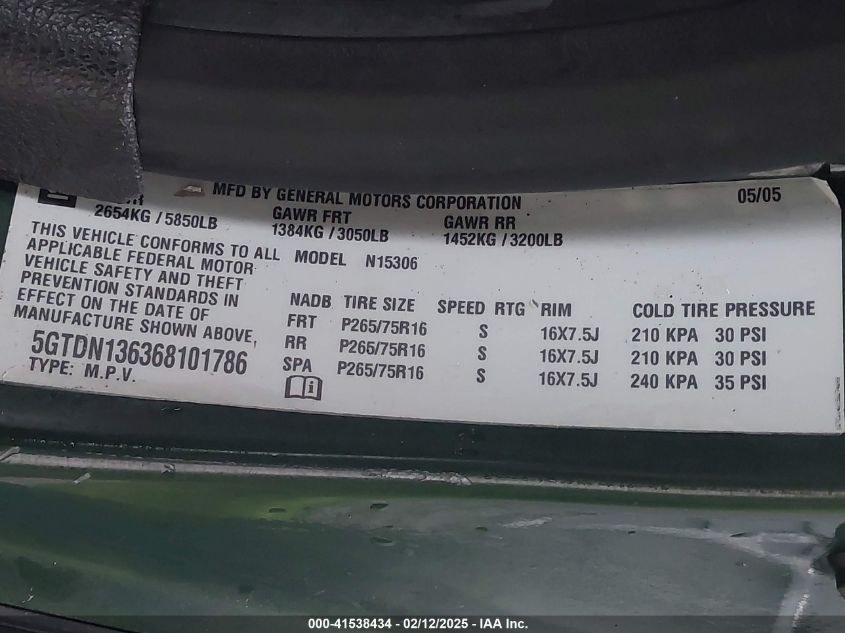 MFD BY GENERAL MOTORS CORPORATION 05/05
GAWR FRT GAWR RR
2654KG / 5850LB 1384KG / 3050LB 1452KG / 3200LB
THIS VEHICLE CONFORMS TO ALL
APPLICABLE FEDERAL MOTOR
VEHICLE SAFETY AND THEFT
PREVENTION STANDARDS IN
EFFECT ON THE DATE OF
MANUFACTURE SHOWN ABOVE,
5GTDN136368101786
TYPE: M.P.V.
MODEL N15306
NADB TIRE SIZE SPEED RTG RIM COLD TIRE PRESSURE
FRT P265/75R16 S 16X7.5J 210 KPA 30 PSI
RR P265/75R16 S 16X7.5J 210 KPA 30 PSI
SPA P265/75R16 S 16X7.5J 240 KPA 35 PSI
000-41538434 - 02/12/2025 - IAA Inc.